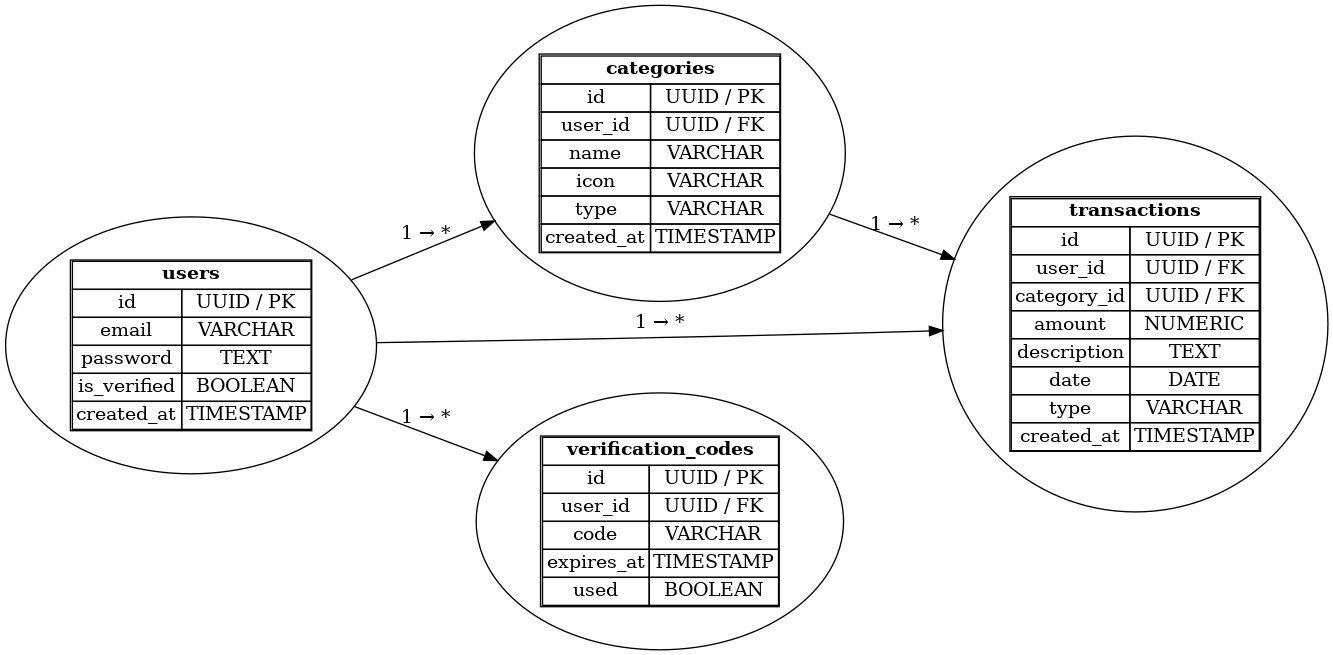 categories
id UUID / PK
user_id UUID / FK
name VARCHAR
icon VARCHAR
type VARCHAR
created_at TIMESTAMP
1 → *
users
id UUID / PK
email VARCHAR
password TEXT
is_verified BOOLEAN
created_at TIMESTAMP
1 → *
1 → *
1 → *
transactions
id UUID / PK
user_id UUID / FK
category_id UUID / FK
amount NUMERIC
description TEXT
date DATE
type VARCHAR
created_at TIMESTAMP
verification_codes
id UUID / PK
user_id UUID / FK
code VARCHAR
expires_at TIMESTAMP
used BOOLEAN